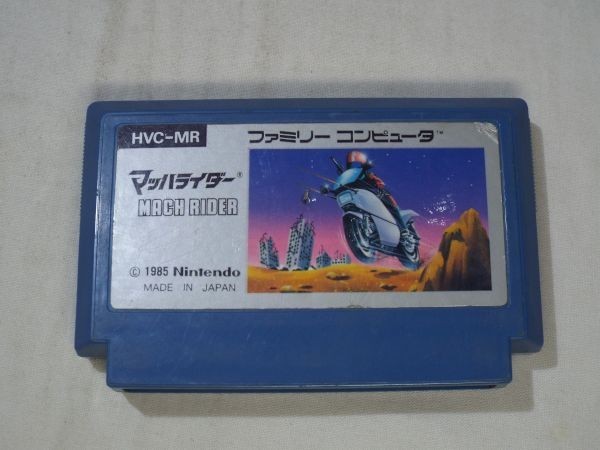 HVC-MR
ファミリー コンピュータ™
マッハライダー®
MACH RIDER
© 1985 Nintendo
MADE IN JAPAN